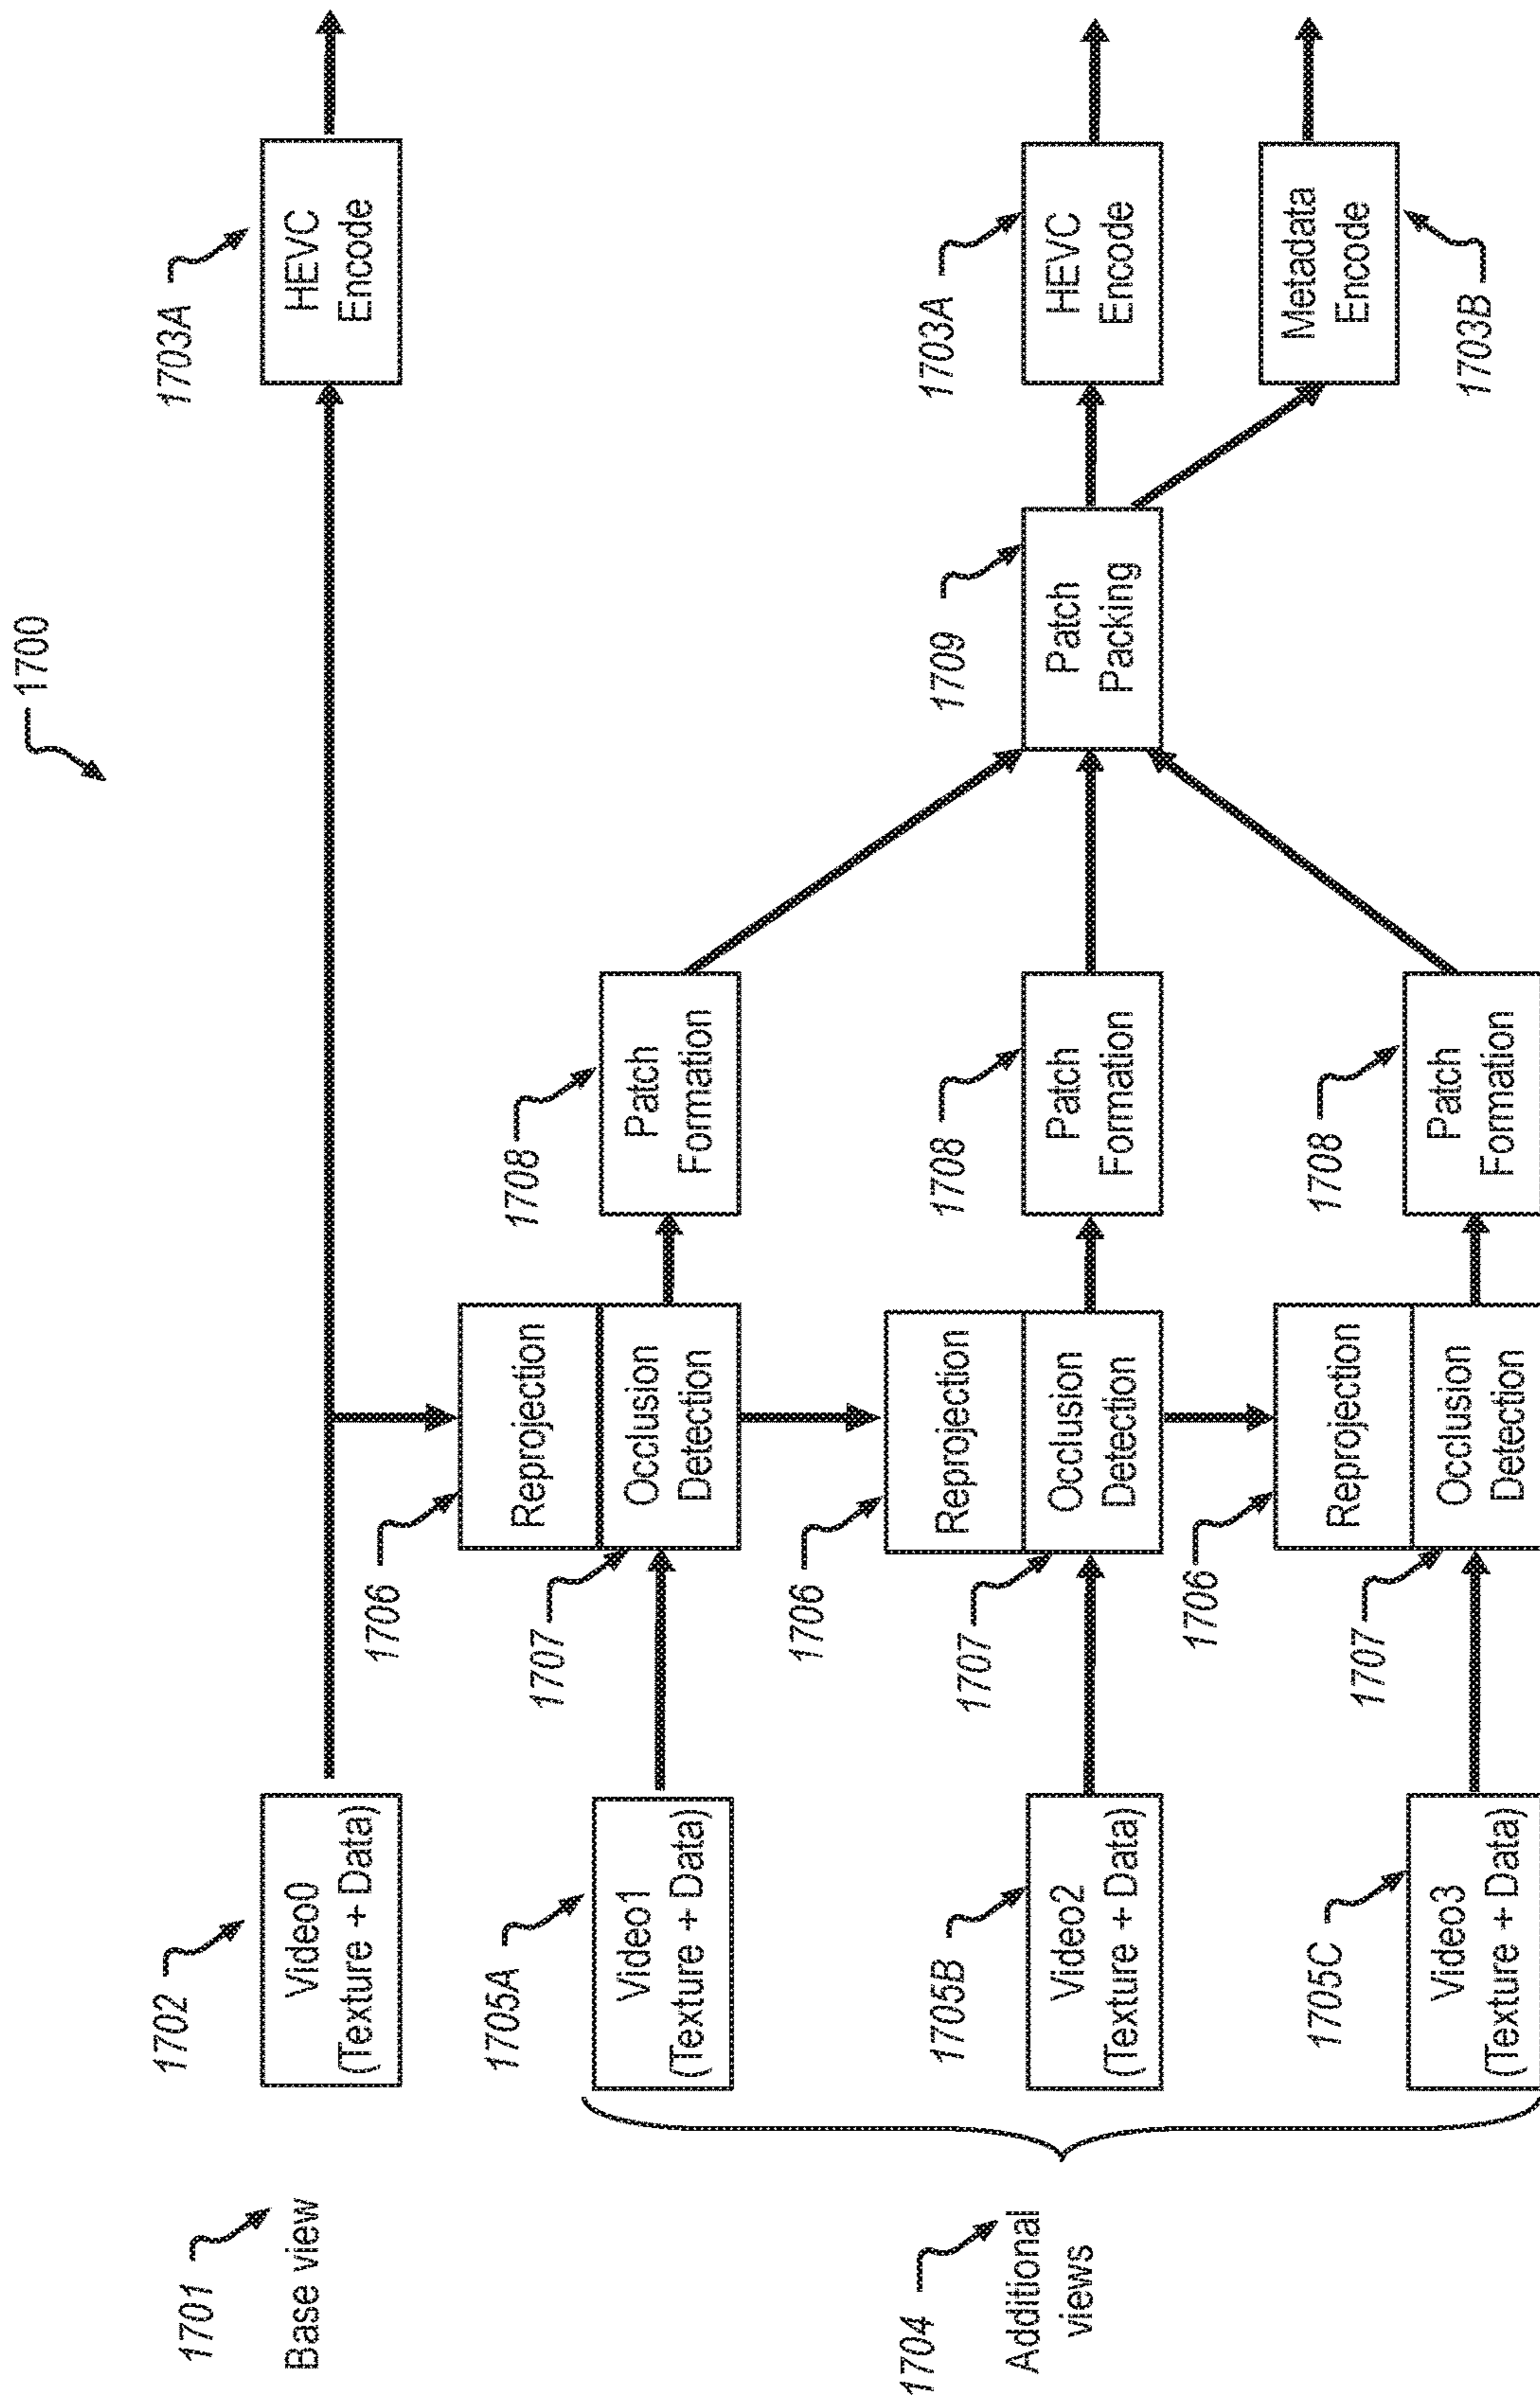 1700
1701
Base view
1702
Video0
(Texture + Data)
1703A
HEVC
Encode
1704
Additional
views
1705A
Video1
(Texture + Data)
1706
Reprojection
1707
Occlusion
Detection
1708
Patch
Formation
1705B
Video2
(Texture + Data)
1706
Reprojection
1707
Occlusion
Detection
1708
Patch
Formation
1709
Patch
Packing
1703A
HEVC
Encode
Metadata
Encode
1703B
1705C
Video3
(Texture + Data)
1706
Reprojection
1707
Occlusion
Detection
1708
Patch
Formation